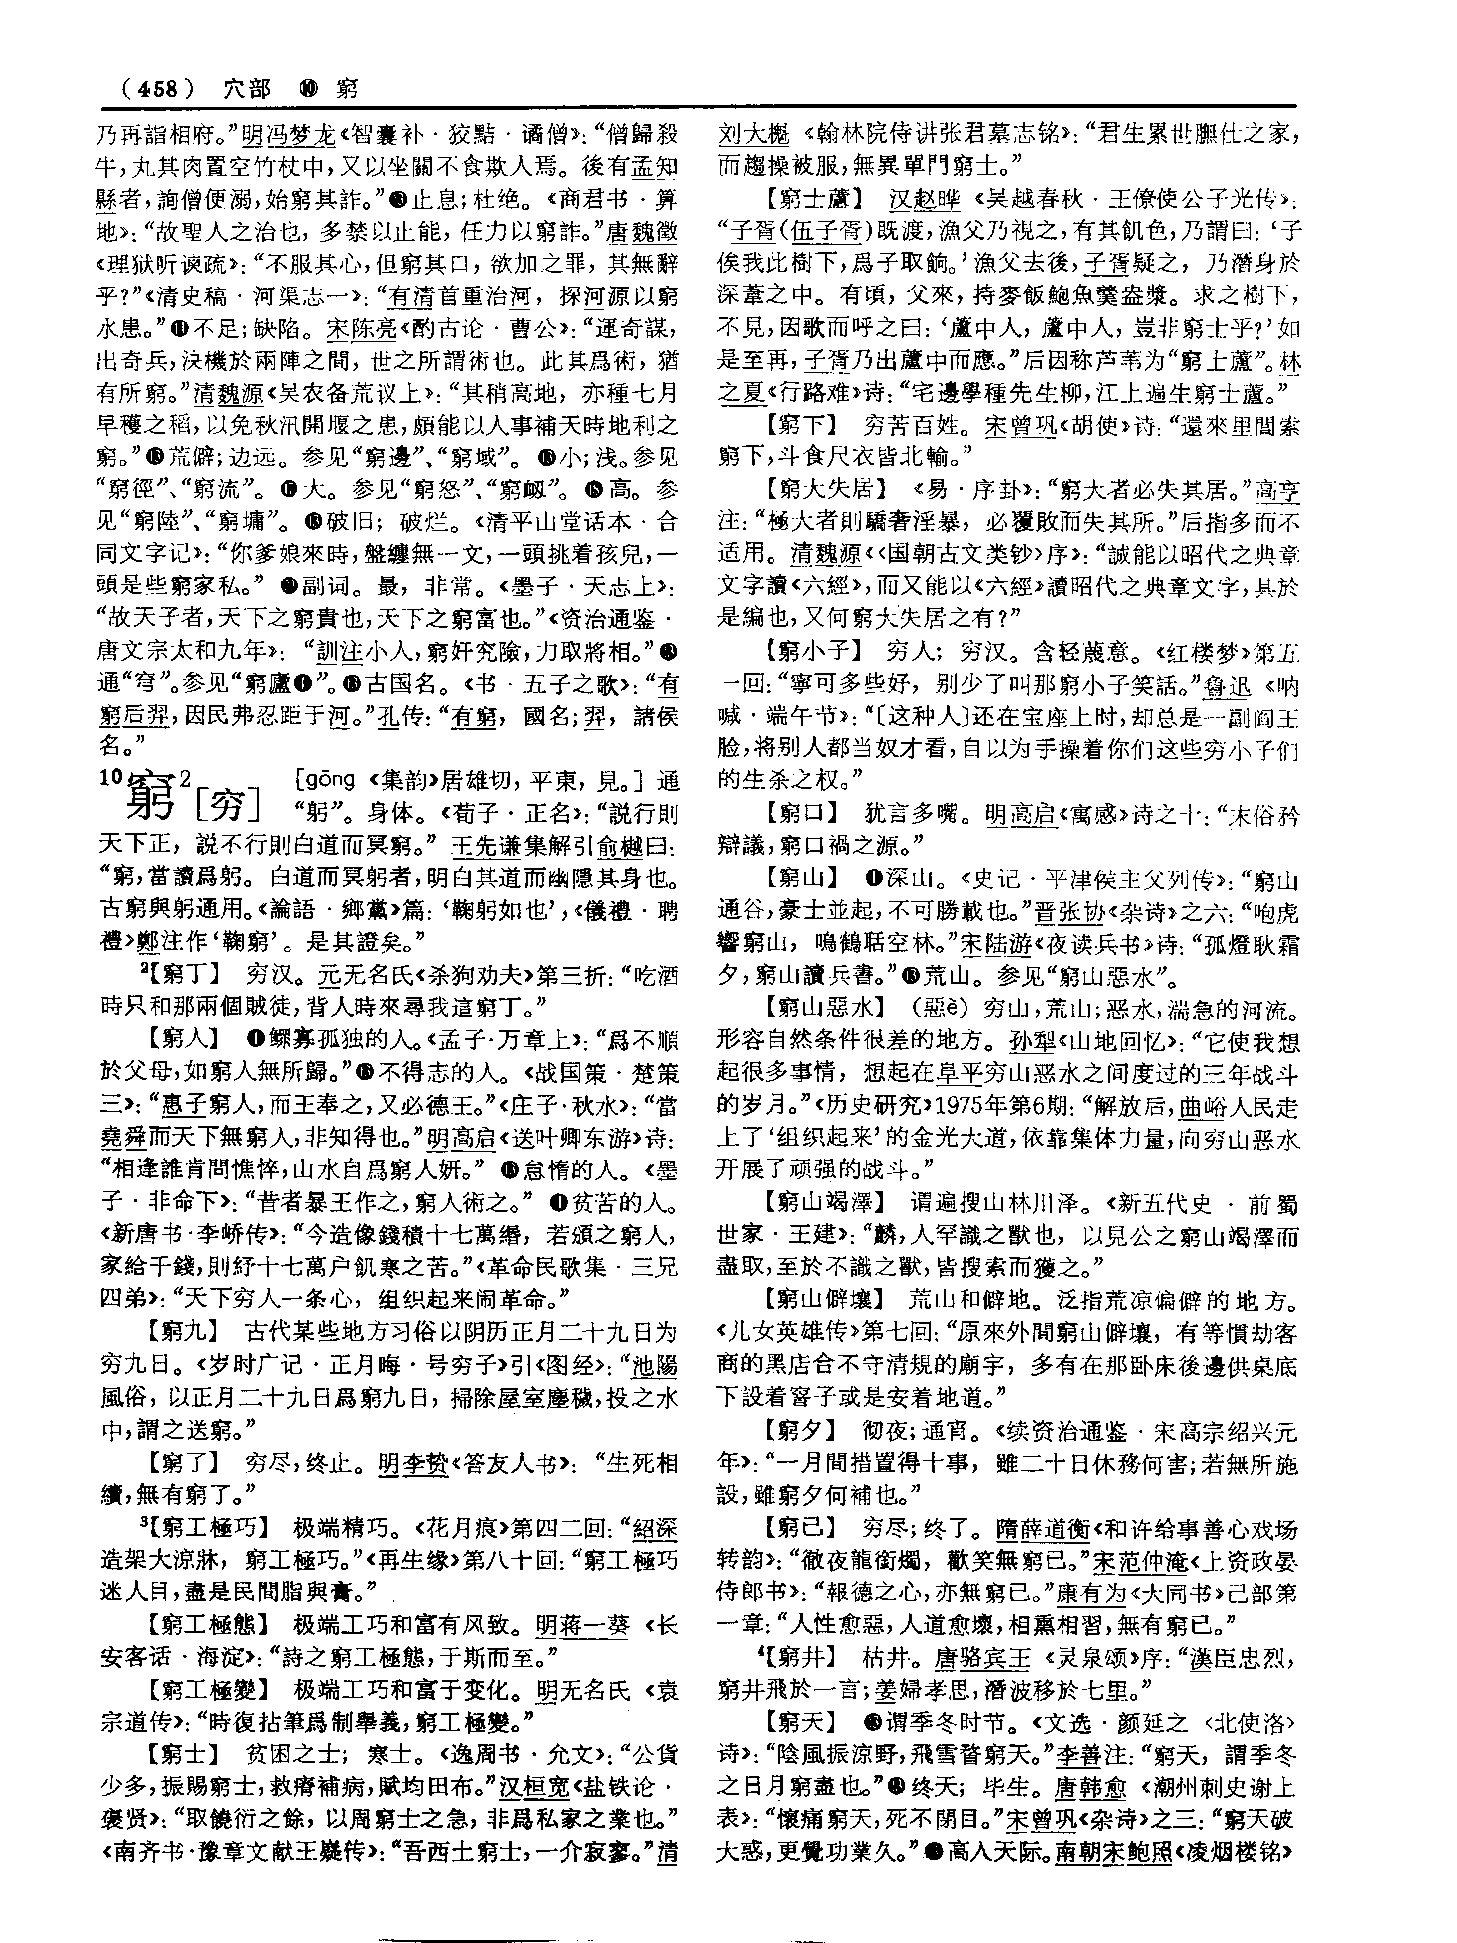 （458） 穴部 ❿ 窮
乃再詣相府。”明冯梦龙《智囊补·狡黠·谲僧》：“僧歸殺
牛，丸其肉置空竹杖中，又以坐關不食欺人焉。後有孟知
縣者，詢僧便溺，始窮其詐。”止息；杜绝。《商君书·算
地》：“故聖人之治也，多禁以止能，任力以窮詐。”唐魏徵
《理狱听谏疏》：“不服其心，但窮其口，欲加之罪，其無辭
乎？”《清史稿·河渠志一》：“有清首重治河，探河源以窮
水患。”不足；缺陷。宋陈亮《酌古论·曹公》：“運奇謀，
出奇兵，決機於兩陣之間，世之所謂術也。此其爲術，猶
有所窮。”清魏源《吴农备荒议上》：“其稍高地，亦種七月
早穫之稻，以免秋汛開堰之患，頗能以人事補天時地利之
窮。”荒僻；边远。参见“窮邊”、“窮域”。小；浅。参见
“窮徑”、“窮流”。大。参见“窮怒”、“窮衂”。高。参
见“窮陸”、“窮墉”。破旧；破烂。《清平山堂话本·合
同文字记》：“你爹娘來時，盤纏無一文，一頭挑着孩兒，一
頭是些窮家私。”副词。最，非常。《墨子·天志上》：
“故天子者，天下之窮貴也，天下之窮富也。”《资治通鉴·
唐文宗太和九年》：“訓注小人，窮奸究險，力取將相。”
通“穹”。参见“窮廬❶”。古国名。《书·五子之歌》：“有
窮后羿，因民弗忍距于河。”孔传：“有窮，國名；羿，諸侯
名。”
10窮2［穷］ ［gōng《集韵》居雄切，平東，見。］通
“躬”。身体。《荀子·正名》：“説行則
天下正，説不行則白道而冥窮。”王先谦集解引俞樾曰：
“窮，當讀爲躬。白道而冥躬者，明白其道而幽隱其身也。
古窮與躬通用。《論語·鄉黨》篇：‘鞠躬如也’，《儀禮·聘
禮》鄭注作‘鞠窮’。是其證矣。”
2【窮丁】 穷汉。元无名氏《杀狗劝夫》第三折：“吃酒
時只和那兩個賊徒，背人時來尋我這窮丁。”
【窮人】 ❶鳏寡孤独的人。《孟子·万章上》：“爲不順
於父母，如窮人無所歸。”❷不得志的人。《战国策·楚策
三》：“惠子窮人，而王奉之，又必德王。”《庄子·秋水》：“當
堯舜而天下無窮人，非知得也。”明高启《送叶卿东游》诗：
“相逢誰肯問憔悴，山水自爲窮人妍。”❸怠惰的人。《墨
子·非命下》：“昔者暴王作之，窮人術之。”❹贫苦的人。
《新唐书·李峤传》：“今造像錢積十七萬緡，若頒之窮人，
家給千錢，則紓十七萬户飢寒之苦。”《革命民歌集·三兄
四弟》：“天下穷人一条心，组织起来闹革命。”
【窮九】 古代某些地方习俗以阴历正月二十九日为
穷九日。《岁时广记·正月晦·号穷子》引《图经》：“池陽
風俗，以正月二十九日爲窮九日，掃除屋室塵穢，投之水
中，謂之送窮。”
【窮了】 穷尽，终止。明李贽《答友人书》：“生死相
續，無有窮了。”
3【窮工極巧】 极端精巧。《花月痕》第四二回：“紹深
造架大涼牀，窮工極巧。”《再生缘》第八十回：“窮工極巧
迷人目，盡是民間脂與膏。”
【窮工極態】 极端工巧和富有风致。明蒋一葵《长
安客话·海淀》：“詩之窮工極態，于斯而至。”
【窮工極變】 极端工巧和富于变化。明无名氏《袁
宗道传》：“時復拈筆爲制舉義，窮工極變。”
【窮士】 贫困之士；寒士。《逸周书·允文》：“公貨
少多，振賜窮士，救瘠補病，賦均田布。”汉桓宽《盐铁论·
褒贤》：“取饒衍之餘，以周窮士之急，非爲私家之業也。”
《南齐书·豫章文献王嶷传》：“吾西土窮士，一介寂寥。”清
刘大櫆《翰林院侍讲张君墓志铭》：“君生累世膴仕之家，
而趨操被服，無異單門窮士。”
【窮士蘆】 汉赵晔《吴越春秋·王僚使公子光传》：
“子胥（伍子胥）既渡，漁父乃視之，有其飢色，乃謂曰：‘子
俟我此樹下，爲子取餉。’漁父去後，子胥疑之，乃潛身於
深葦之中。有頃，父來，持麥飯鮑魚羹盎漿。求之樹下，
不見，因歌而呼之曰：‘蘆中人，蘆中人，豈非窮士乎？’如
是至再，子胥乃出蘆中而應。”后因称芦苇为“窮士蘆”。林
之夏《行路难》诗：“宅邊學種先生柳，江上遍生窮士蘆。”
【窮下】 穷苦百姓。宋曾巩《胡使》诗：“還來里閭索
窮下，斗食尺衣皆北輸。”
【窮大失居】 《易·序卦》：“窮大者必失其居。”高亨
注：“極大者則驕奢淫暴，必覆敗而失其所。”后指多而不
适用。清魏源《〈国朝古文类钞〉序》：“誠能以昭代之典章
文字讀《六經》，而又能以《六經》讀昭代之典章文字，其於
是编也，又何窮大失居之有？”
【窮小子】 穷人；穷汉。含轻蔑意。《红楼梦》第五
一回：“寧可多些好，别少了叫那窮小子笑話。”鲁迅《呐
喊·端午节》：“［这种人］还在宝座上时，却总是一副阎王
脸，将别人都当奴才看，自以为手操着你们这些穷小子们
的生杀之权。”
【窮口】 犹言多嘴。明高启《寓感》诗之十：“末俗矜
辯議，窮口禍之源。”
【窮山】 ❶深山。《史记·平津侯主父列传》：“窮山
通谷，豪士並起，不可勝載也。”晋张协《杂诗》之六：“咆虎
響窮山，鳴鶴聒空林。”宋陆游《夜读兵书》诗：“孤燈耿霜
夕，窮山讀兵書。”❷荒山。参见“窮山惡水”。
【窮山惡水】 （惡è）穷山，荒山；恶水，湍急的河流。
形容自然条件很差的地方。孙犁《山地回忆》：“它使我想
起很多事情，想起在阜平穷山恶水之间度过的三年战斗
的岁月。”《历史研究》1975年第6期：“解放后，曲峪人民走
上了‘组织起来’的金光大道，依靠集体力量，向穷山恶水
开展了顽强的战斗。”
【窮山竭澤】 谓遍搜山林川泽。《新五代史·前蜀
世家·王建》：“麟，人罕識之獸也，以見公之窮山竭澤而
盡取，至於不識之獸，皆搜索而獲之。”
【窮山僻壤】 荒山和僻地。泛指荒凉偏僻的地方。
《儿女英雄传》第七回：“原來外間窮山僻壤，有等慣劫客
商的黑店合不守清規的廟宇，多有在那卧床後邊供桌底
下設着窖子或是安着地道。”
【窮夕】 彻夜；通宵。《续资治通鉴·宋高宗绍兴元
年》：“一月間措置得十事，雖二十日休務何害；若無所施
設，雖窮夕何補也。”
【窮已】 穷尽；终了。隋薛道衡《和许给事善心戏场
转韵》：“徹夜龍銜燭，歡笑無窮已。”宋范仲淹《上资政晏
侍郎书》：“報德之心，亦無窮已。”康有为《大同书》己部第
一章：“人性愈惡，人道愈壞，相熏相習，無有窮已。”
4【窮井】 枯井。唐骆宾王《灵泉颂》序：“漢臣忠烈，
窮井飛於一言；姜婦孝思，潛波移於七里。”
【窮天】 ❶谓季冬时节。《文选·颜延之〈北使洛〉
诗》：“陰風振涼野，飛雪瞀窮天。”李善注：“窮天，謂季冬
之日月窮盡也。”❷终天；毕生。唐韩愈《潮州刺史谢上
表》：“懷痛窮天，死不閉目。”宋曾巩《杂诗》之三：“窮天破
大惑，更覺功業久。”❸高入天际。南朝宋鲍照《凌烟楼铭》